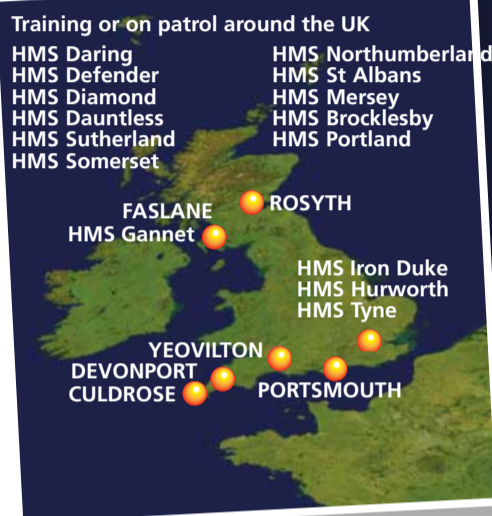 Training or on patrol around the UK
HMS Daring
HMS Defender
HMS Diamond
HMS Dauntless
HMS Sutherland
HMS Somerset
HMS Northumberland
HMS St Albans
HMS Mersey
HMS Brocklesby
HMS Portland
FASLANE
HMS Gannet
ROSYTH
HMS Iron Duke
HMS Hurworth
HMS Tyne
YEOVILTON
DEVONPORT
CULDROSE
PORTSMOUTH